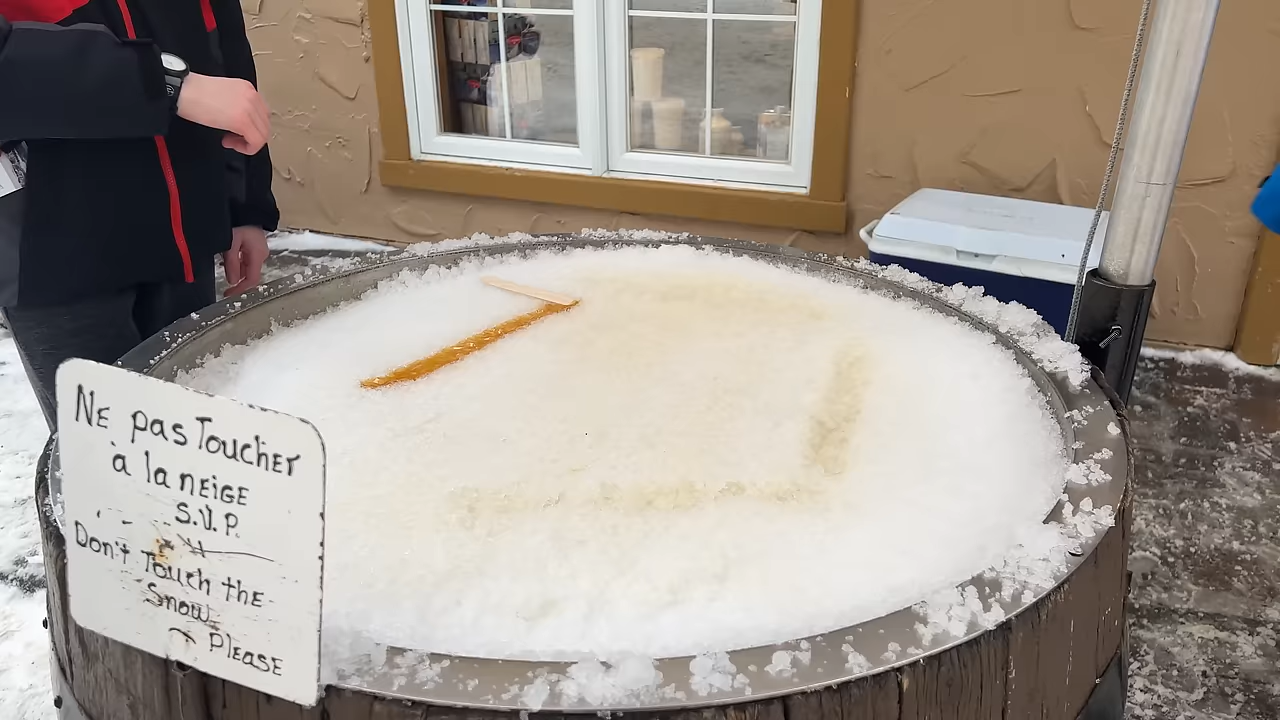 NE pas Toucher
à la neige
S.V.P.
Don't Touch the
Snow
Please